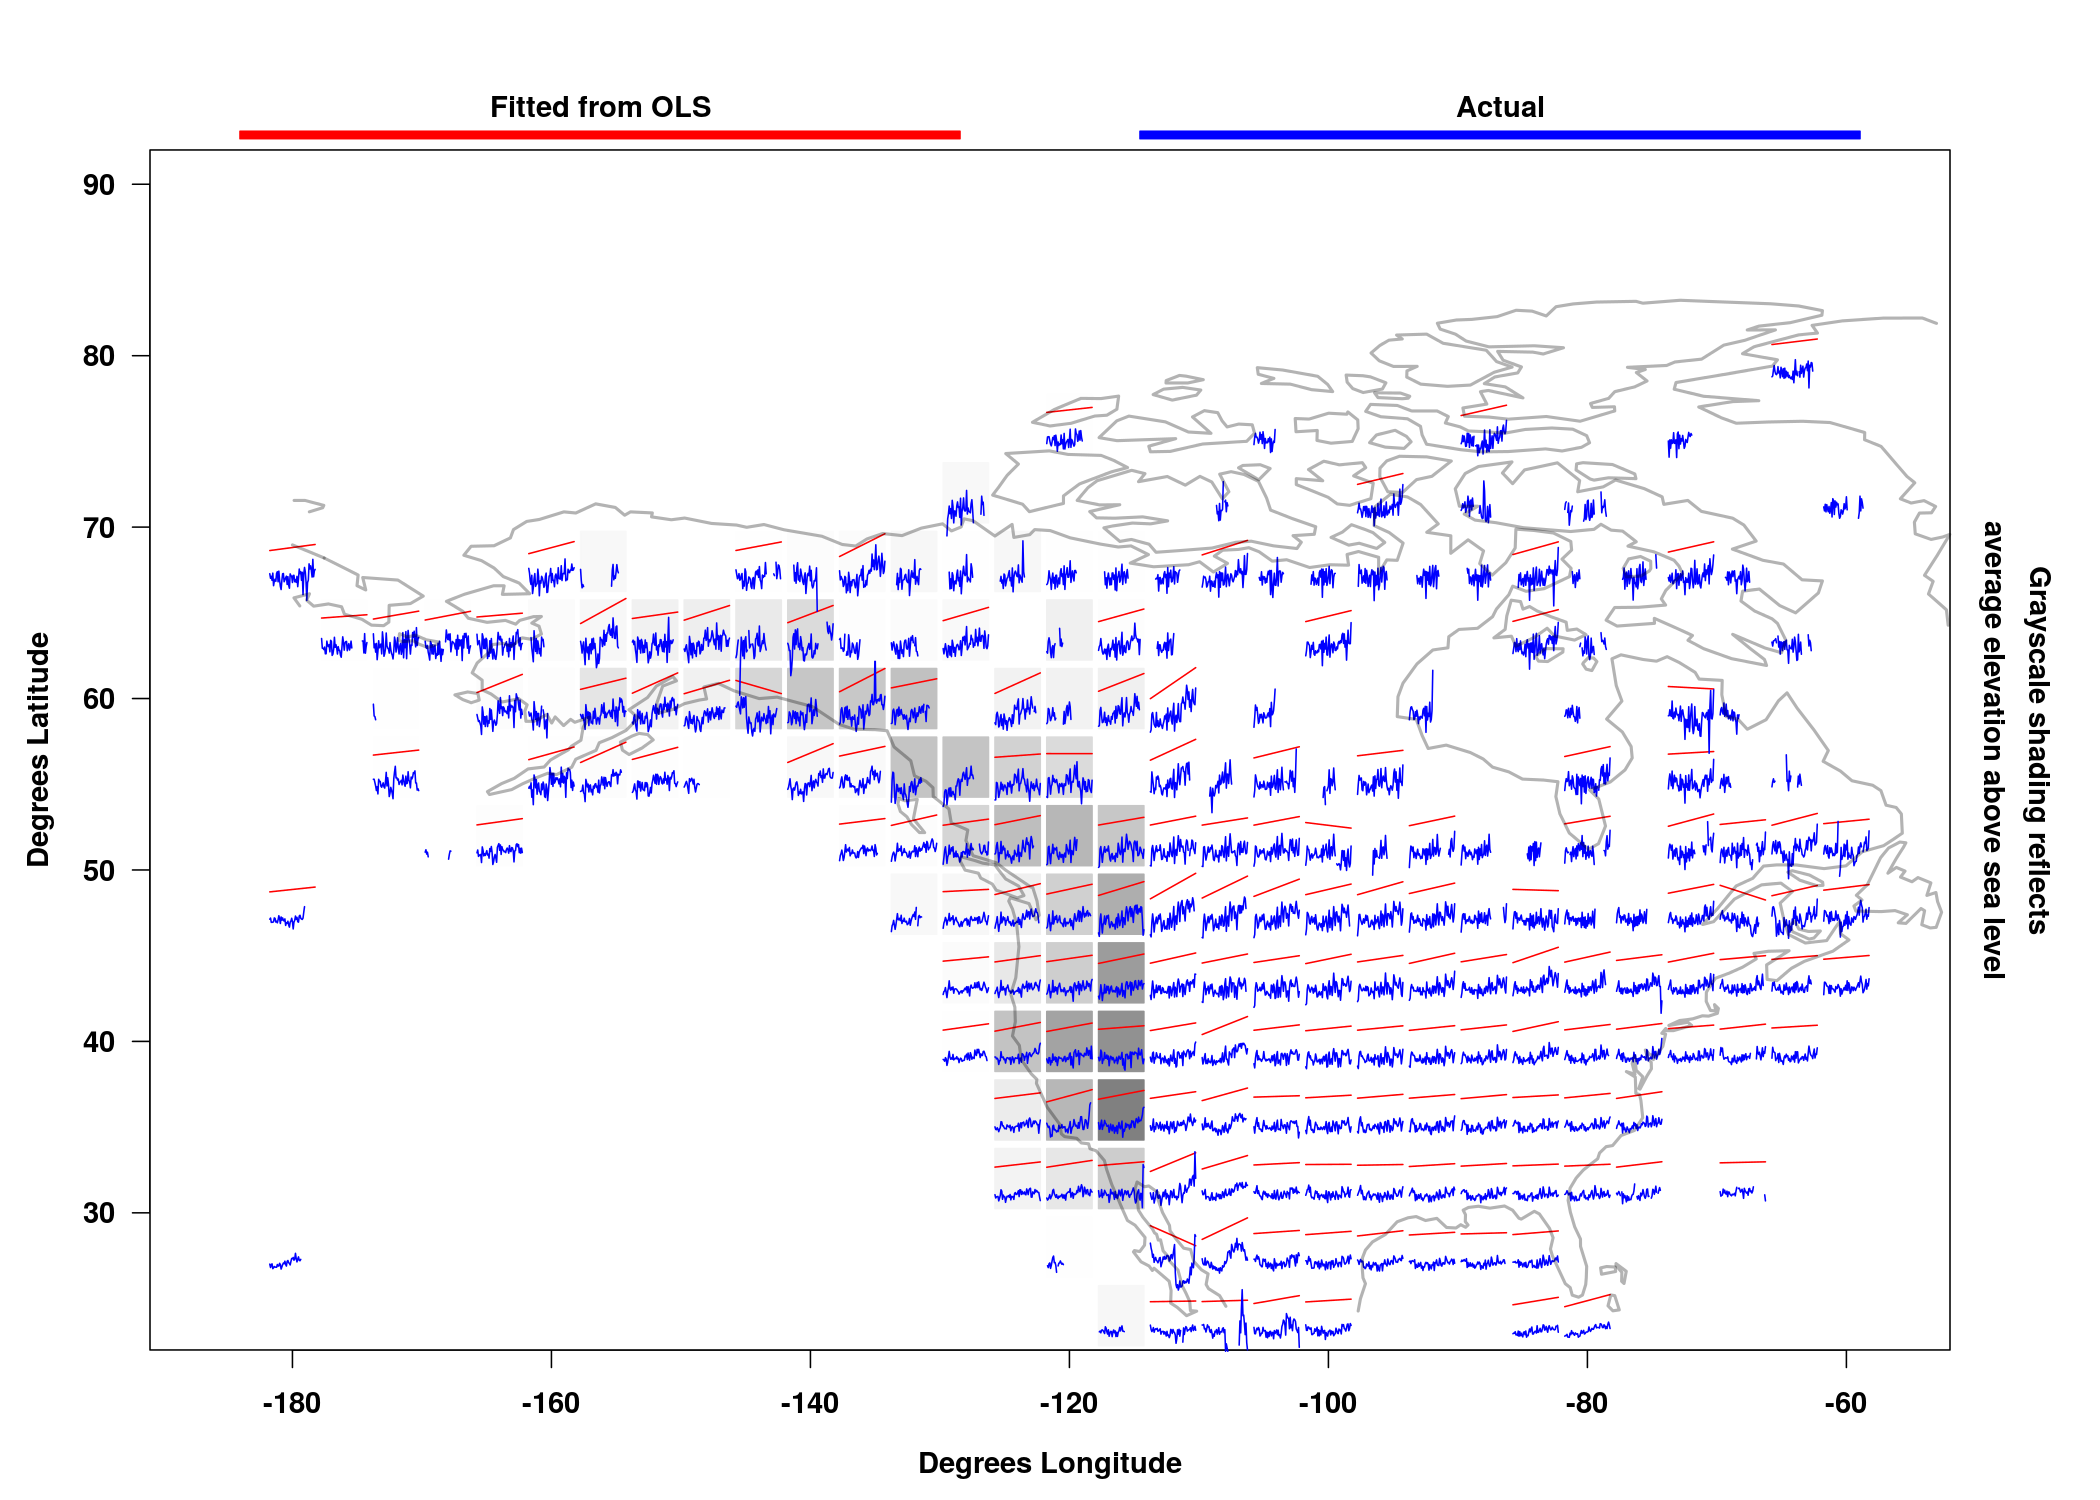 Fitted from OLS
Actual
90
80
70
60
50
40
30
Degrees Latitude
Grayscale shading reflects
average elevation above sea level
-180
-160
-140
-120
-100
-80
-60
Degrees Longitude